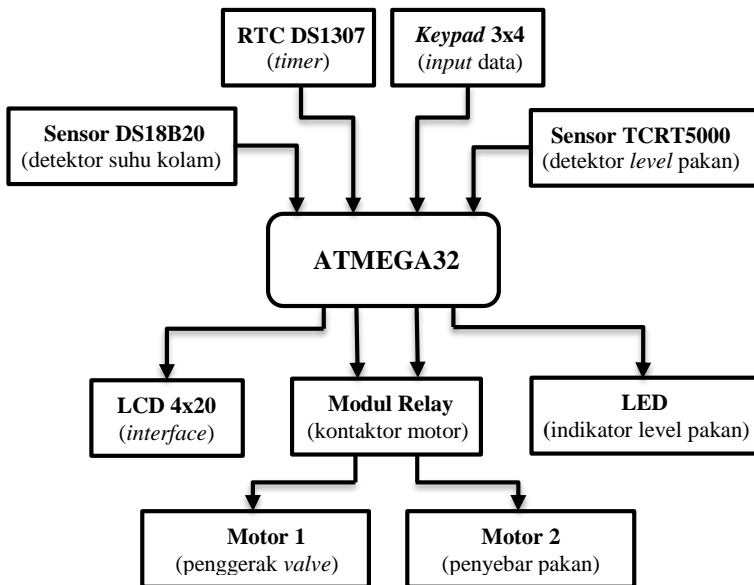 RTC DS1307
(timer)
Keypad 3x4
(input data)
Sensor DS18B20
(detektor suhu kolam)
Sensor TCRT5000
(detektor level pakan)
ATMEGA32
LCD 4x20
(interface)
Modul Relay
(kontaktor motor)
LED
(indikator level pakan)
Motor 1
(penggerak valve)
Motor 2
(penyebar pakan)